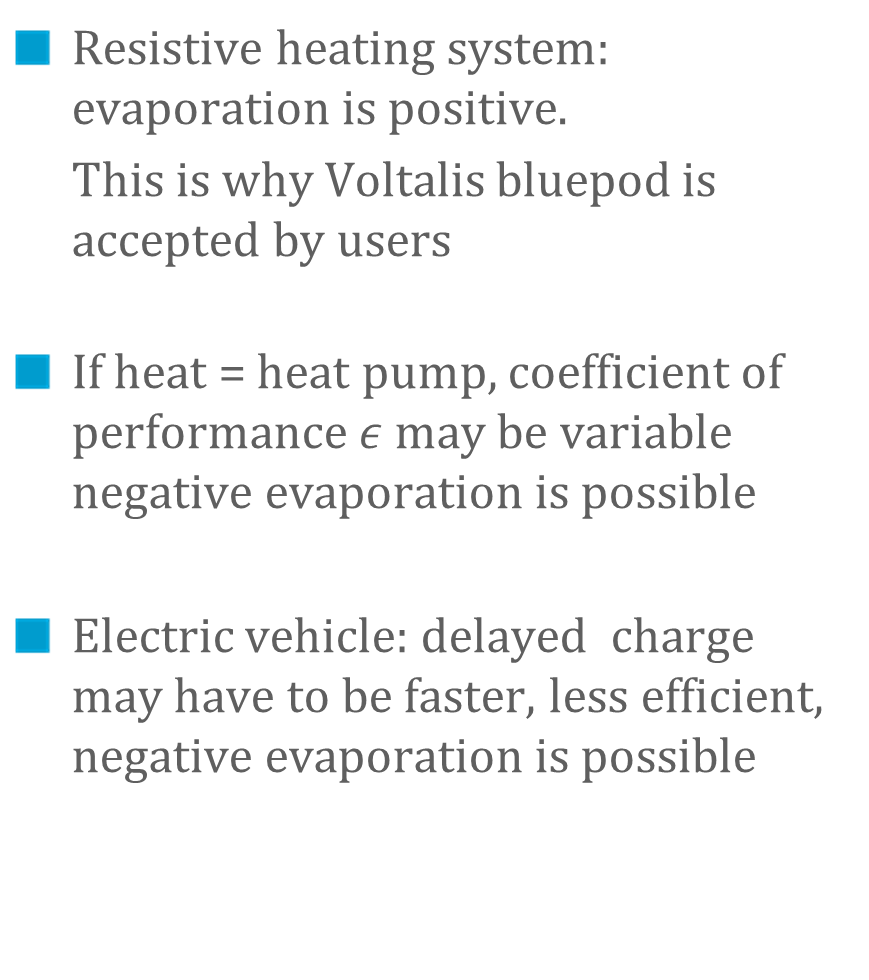 Resistive heating system:
evaporation is positive.
This is why Voltalis bluepod is
accepted by users
If heat = heat pump, coefficient of
performance ϵ may be variable
negative evaporation is possible
Electric vehicle: delayed  charge
may have to be faster, less efficient,
negative evaporation is possible